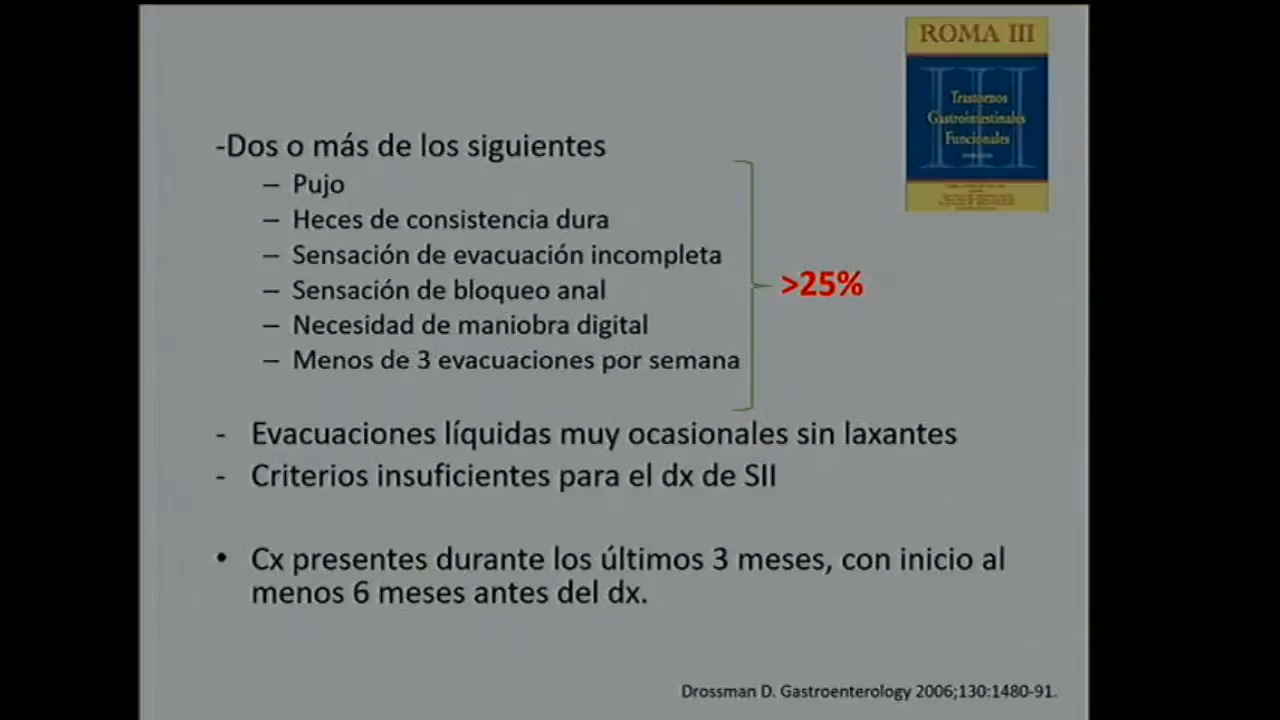 ROMA III
Trastornos
Gastrointestinales
Funcionales
-Dos o más de los siguientes
– Pujo
– Heces de consistencia dura
– Sensación de evacuación incompleta
– Sensación de bloqueo anal
– Necesidad de maniobra digital
– Menos de 3 evacuaciones por semana
>25%
- Evacuaciones líquidas muy ocasionales sin laxantes
- Criterios insuficientes para el dx de SII
• Cx presentes durante los últimos 3 meses, con inicio al
menos 6 meses antes del dx.
Drossman D. Gastroenterology 2006;130:1480-91.